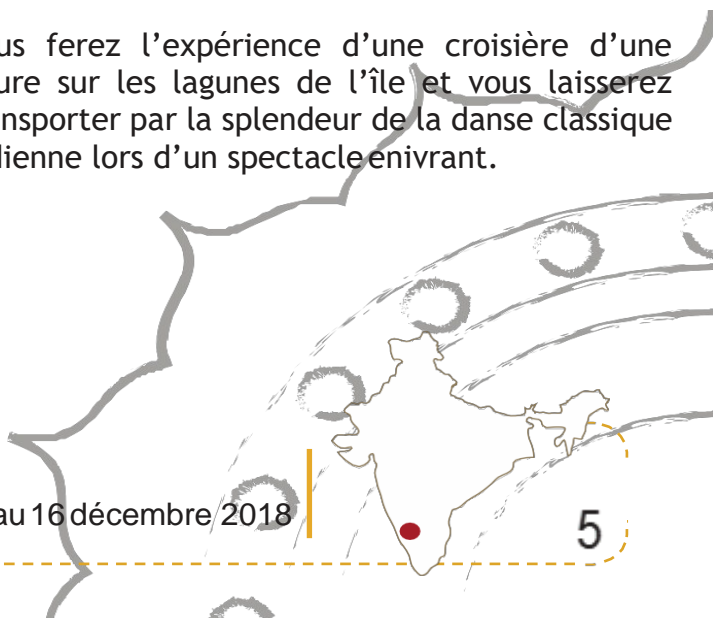 us ferez l’expérience d’une croisière d’une
ure sur les lagunes de l’île et vous laisserez
nsporter par la splendeur de la danse classique
dienne lors d’un spectacle enivrant.
au 16 décembre 2018
5